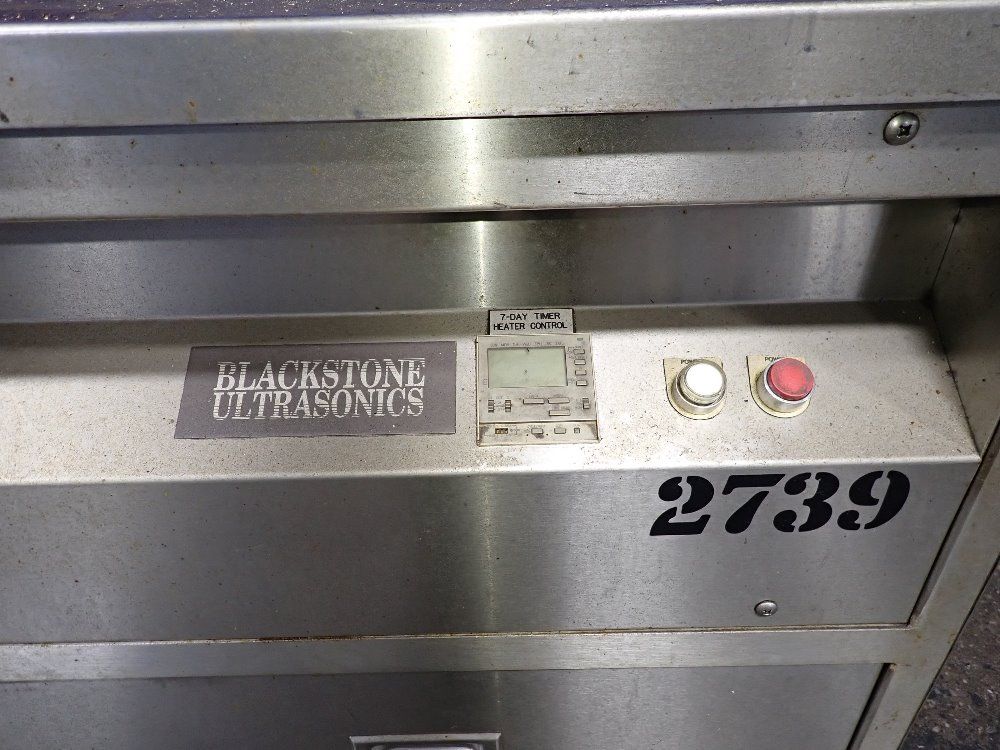 7-DAY TIMER
HEATER CONTROL
BLACKSTONE
ULTRASONICS
2739